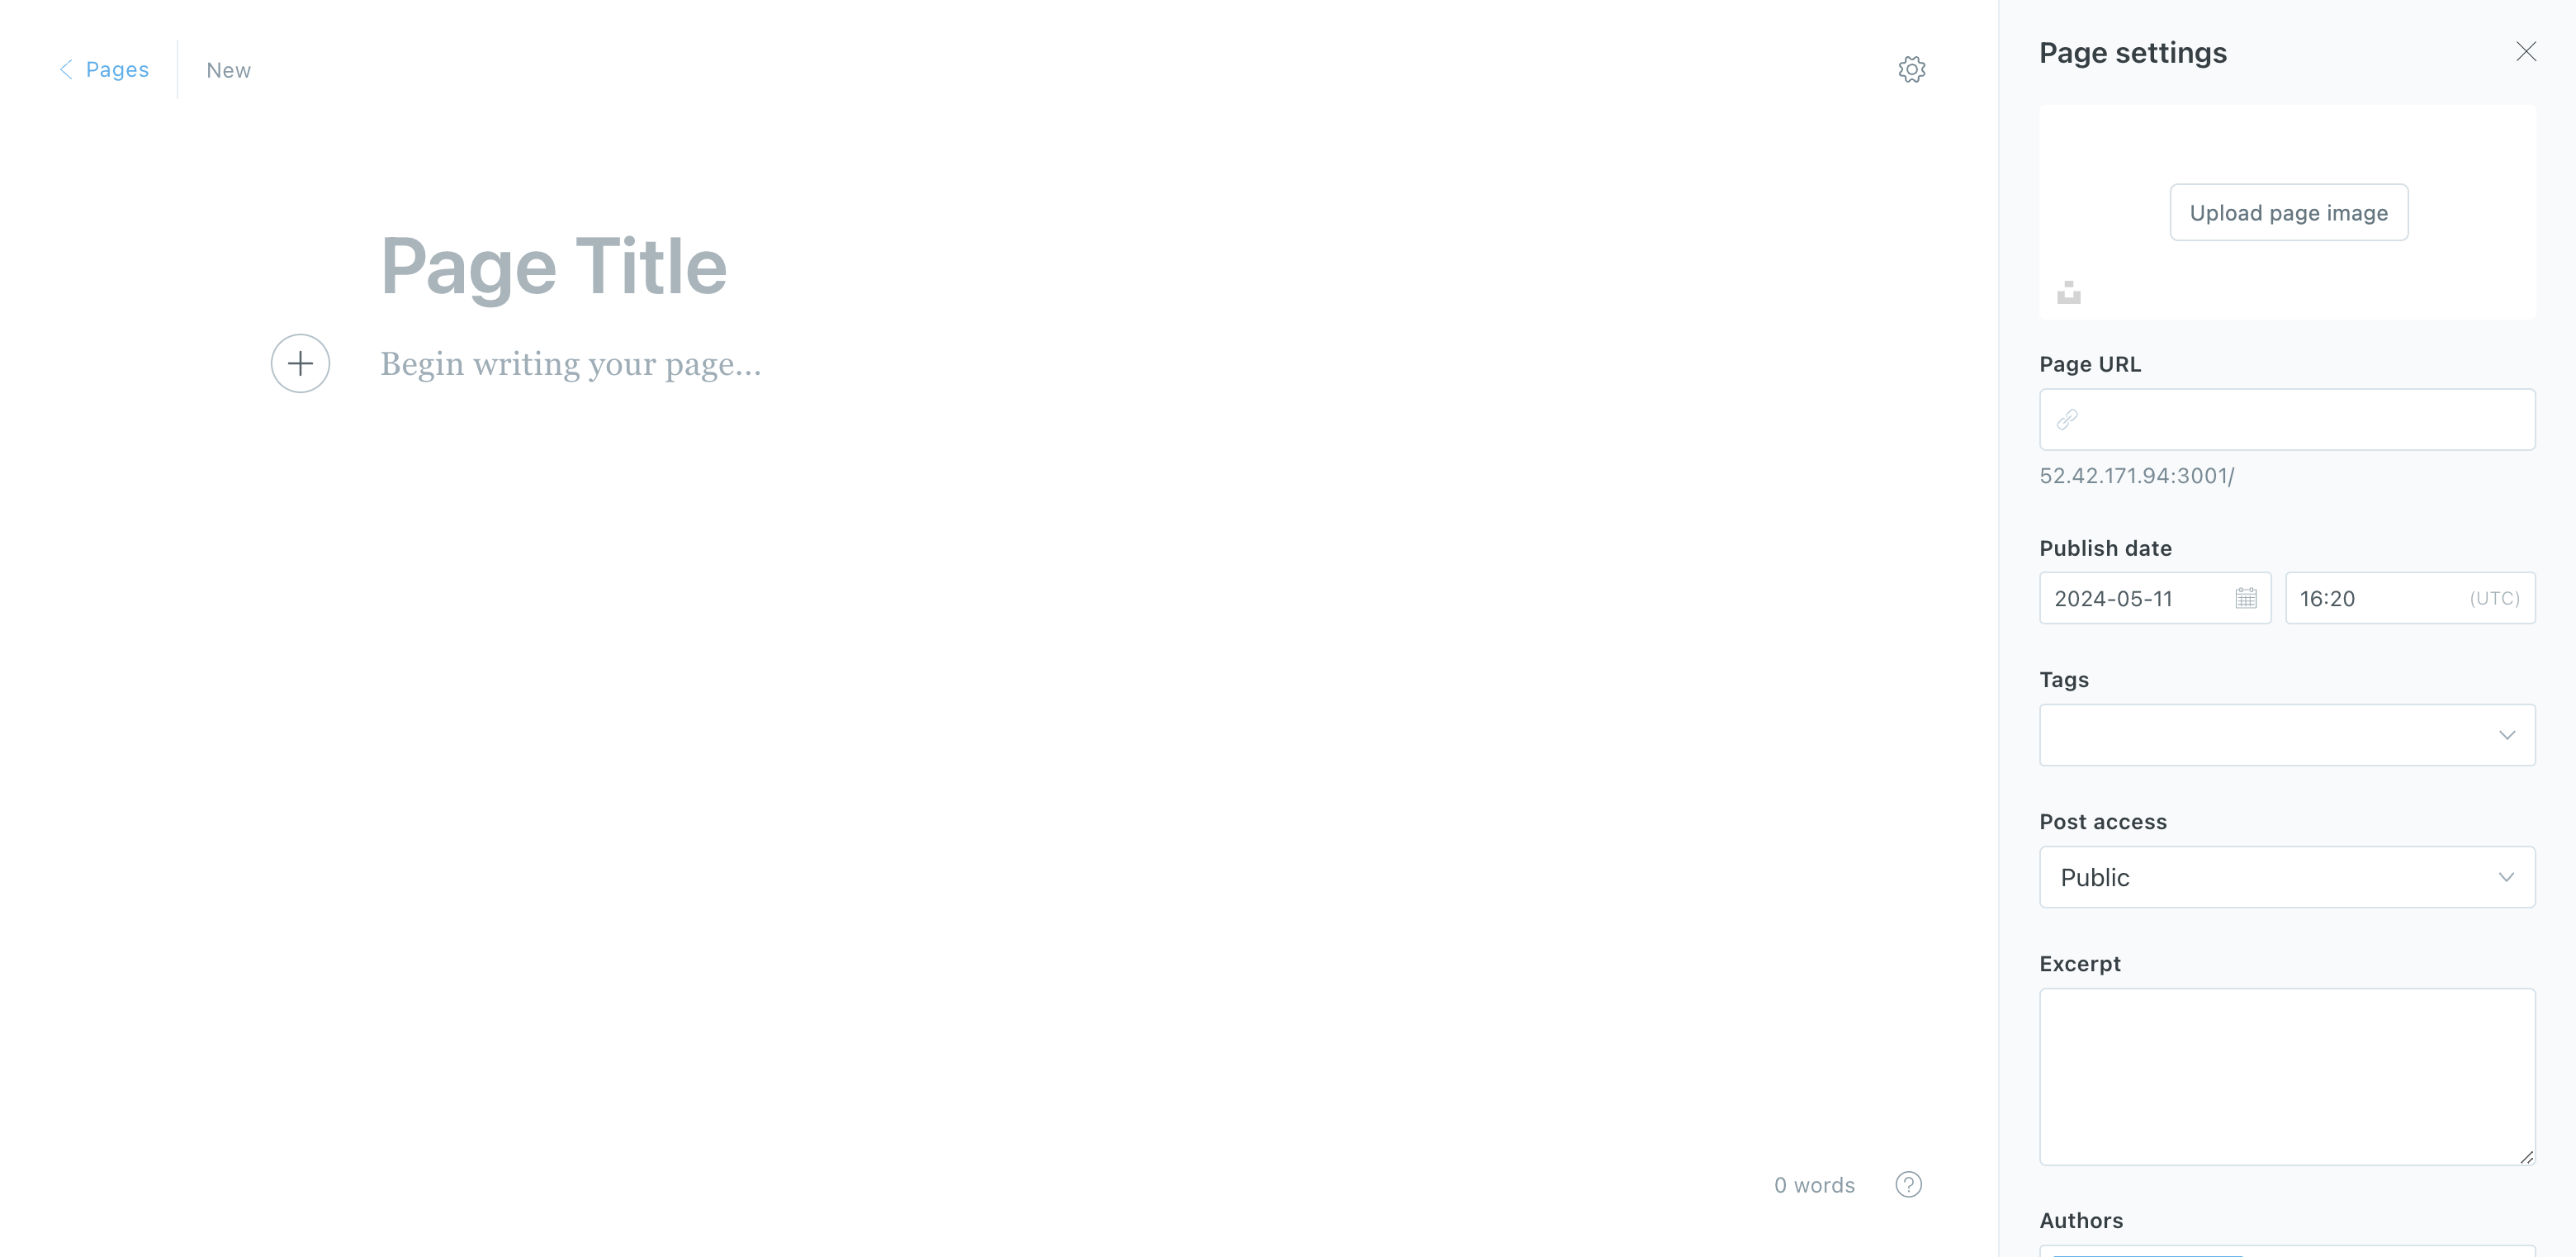 Pages
New
Page Title
Begin writing your page...
0 words
?
Page settings
Upload page image
Page URL
52.42.171.94:3001/
Publish date
2024-05-11
16:20 (UTC)
Tags
Post access
Public
Excerpt
Authors